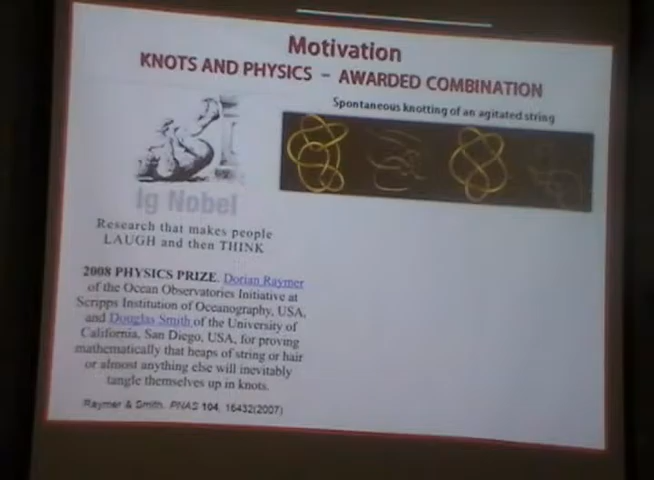 Motivation
KNOTS AND PHYSICS – AWARDED COMBINATION
Spontaneous knotting of an agitated string
Ig Nobel
Research that makes people
LAUGH and then THINK
2008 PHYSICS PRIZE. Dorian Raymer
of the Ocean Observatories Initiative at
Scripps Institution of Oceanography, USA,
and Douglas Smith of the University of
California, San Diego, USA, for proving
mathematically that heaps of string or hair
or almost anything else will inevitably
tangle themselves up in knots.
Raymer & Smith. PNAS 104, 16432(2007)